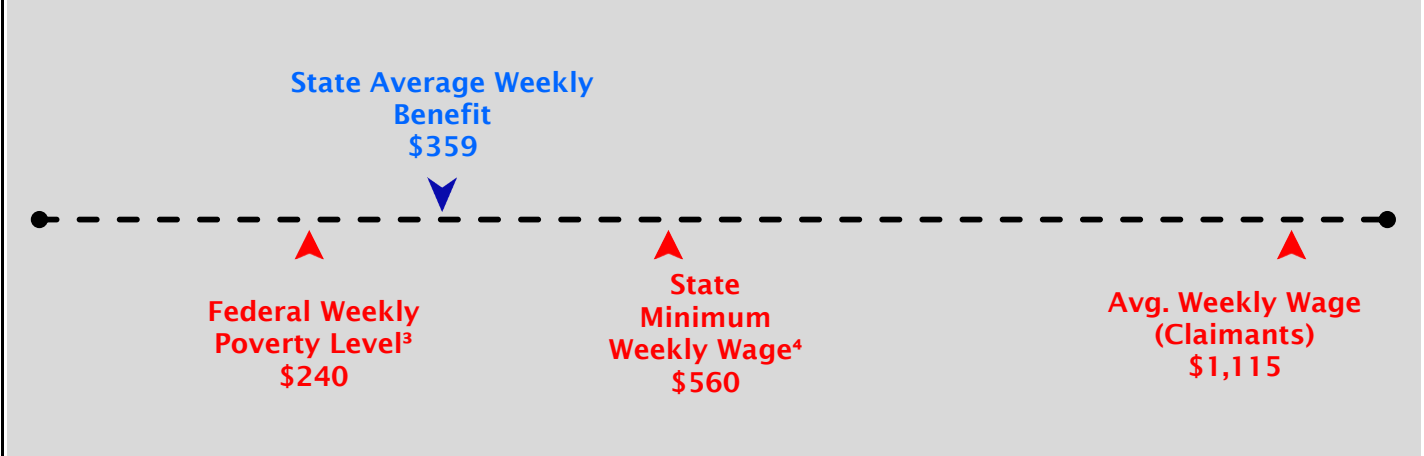 State Average Weekly
Benefit
$359
Federal Weekly
Poverty Level³
$240
State
Minimum
Weekly Wage⁴
$560
Avg. Weekly Wage
(Claimants)
$1,115